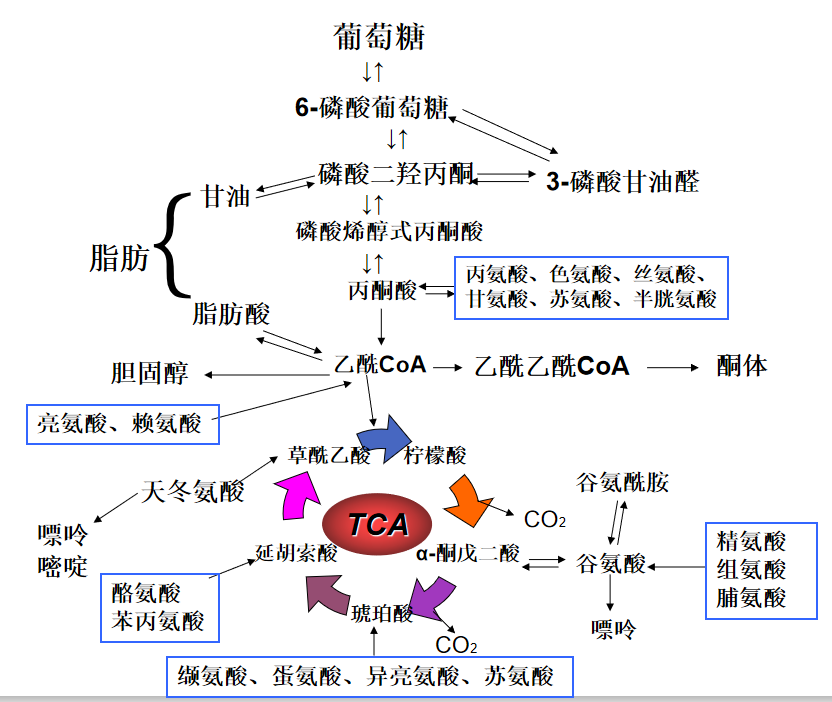 葡萄糖
↓↑
6-磷酸葡萄糖
↓↑
磷酸二羟丙酮
3-磷酸甘油醛
甘油
↓↑
磷酸烯醇式丙酮酸
脂肪
↓↑
丙酮酸
丙氨酸、色氨酸、丝氨酸、
甘氨酸、苏氨酸、半胱氨酸
脂肪酸
胆固醇
乙酰CoA
乙酰乙酰CoA
酮体
亮氨酸、赖氨酸
草酰乙酸
柠檬酸
天冬氨酸
谷氨酰胺
TCA
CO2
嘌呤
嘧啶
延胡索酸
α-酮戊二酸
谷氨酸
精氨酸
组氨酸
脯氨酸
酪氨酸
苯丙氨酸
琥珀酸
CO2
嘌呤
缬氨酸、蛋氨酸、异亮氨酸、苏氨酸